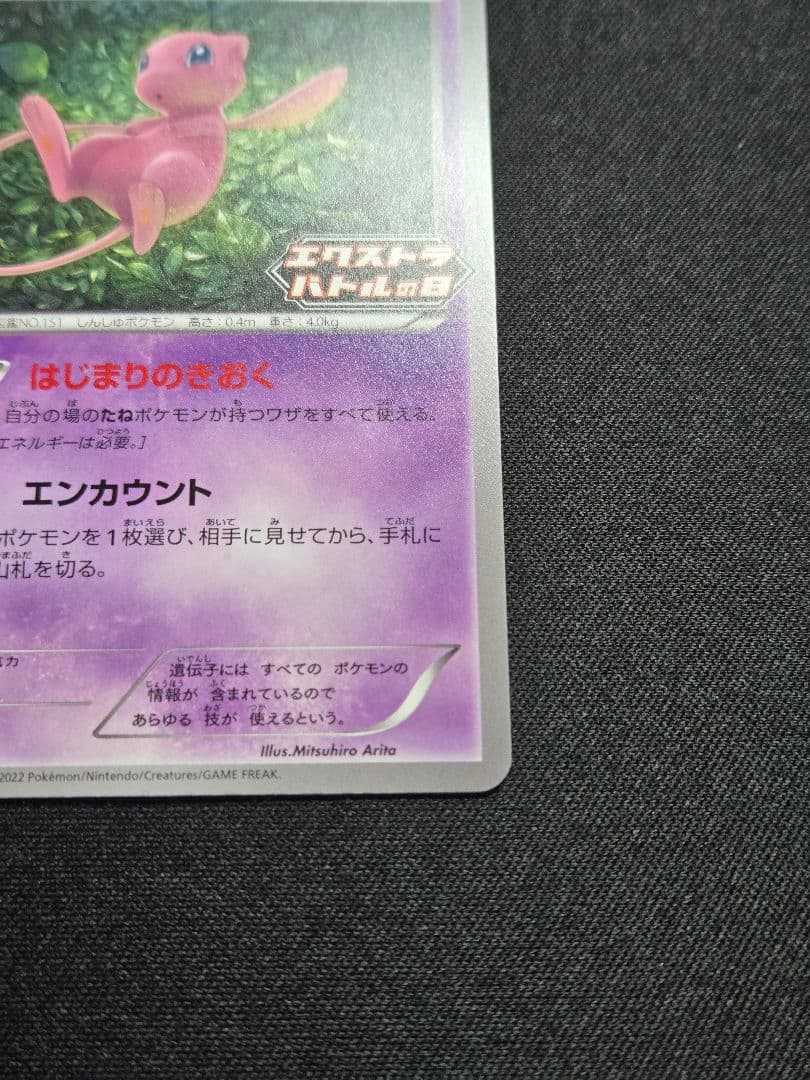 エクストラ
バトルの日
図鑑NO.151 しんしゅポケモン 高さ:0.4m 重さ:4.0kg
はじまりのきおく
自分の場のたねポケモンが持つワザをすべて使える。
エネルギーは必要。]
エンカウント
ポケモンを1枚選び、相手に見せてから、手札に
山札を切る。
遺伝子には すべての ポケモンの
情報が 含まれているので
あらゆる 技が 使えるという。
Illus.Mitsuhiro Arita
2022 Pokémon/Nintendo/Creatures/GAME FREAK.